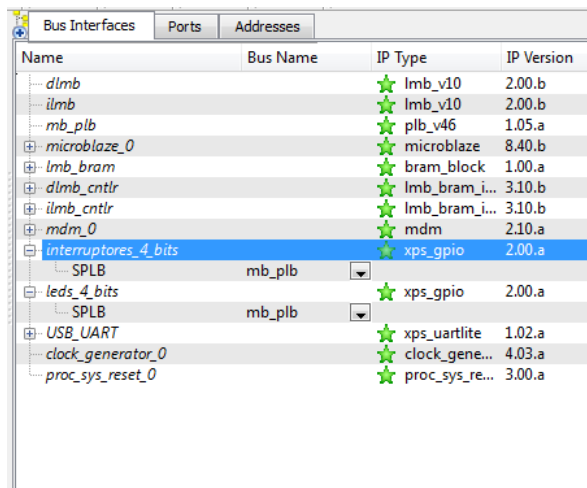 Bus Interfaces Ports Addresses
Name Bus Name IP Type IP Version
dlmb lmb_v10 2.00.b
ilmb lmb_v10 2.00.b
mb_plb plb_v46 1.05.a
microblaze_0 microblaze 8.40.b
lmb_bram bram_block 1.00.a
dlmb_cntlr lmb_bram_i... 3.10.b
ilmb_cntlr lmb_bram_i... 3.10.b
mdm_0 mdm 2.10.a
interruptores_4_bits xps_gpio 2.00.a
SPLB mb_plb
leds_4_bits xps_gpio 2.00.a
SPLB mb_plb
USB_UART xps_uartlite 1.02.a
clock_generator_0 clock_gene... 4.03.a
proc_sys_reset_0 proc_sys_re... 3.00.a